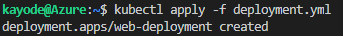 kayode@Azure:~$ kubectl apply -f deployment.yml
deployment.apps/web-deployment created